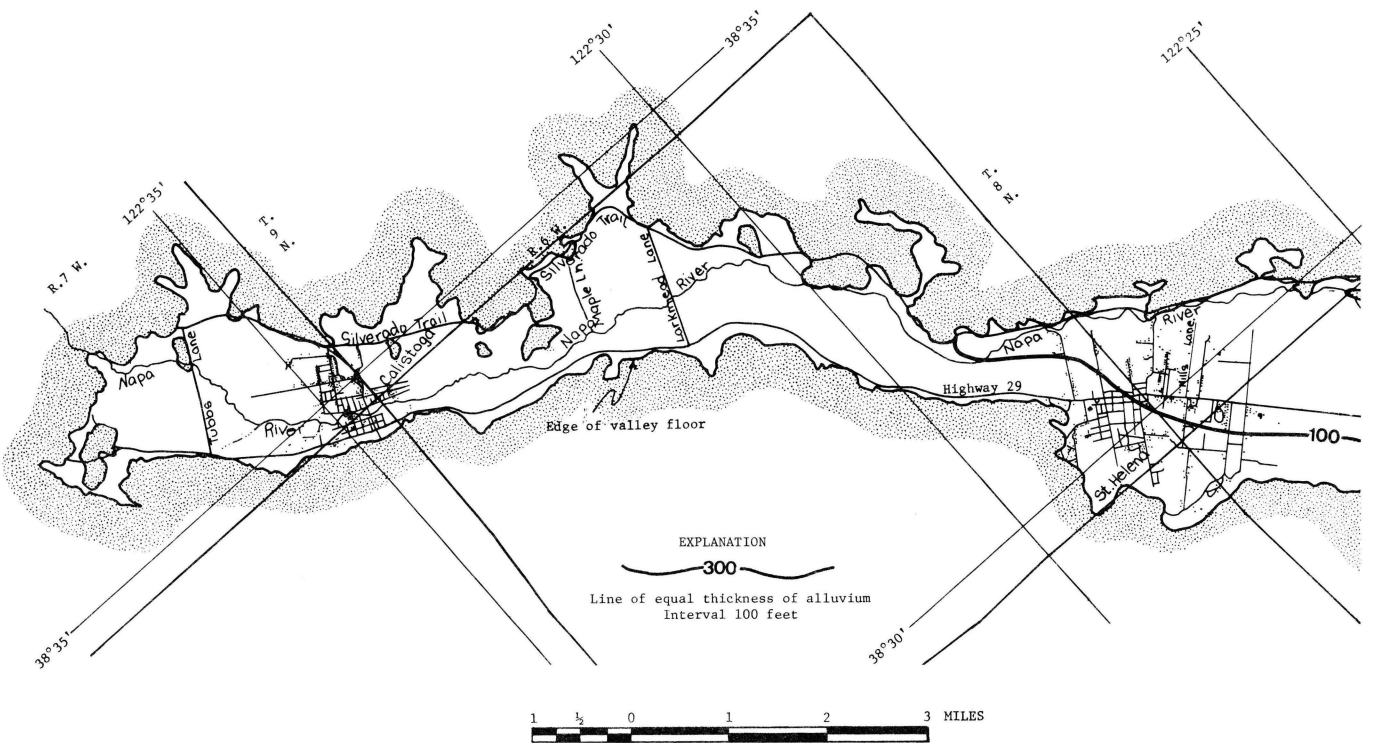 122°30'
38°35'
122°25'
122°35'
T.
9
N.
T.
8
N.
R.7 W.
R.6 W.
Silverado Trail
Silverado Trail
Maple Ln.
Larkmead Lane
River
Napa
Calistoga
Tubbs Lane
Napa
River
Napa
River
Mills Lane
Highway 29
Edge of valley floor
St. Helena
100
EXPLANATION
300
Line of equal thickness of alluvium
Interval 100 feet
38°35'
38°30'
1 ½ 0 1 2 3 MILES